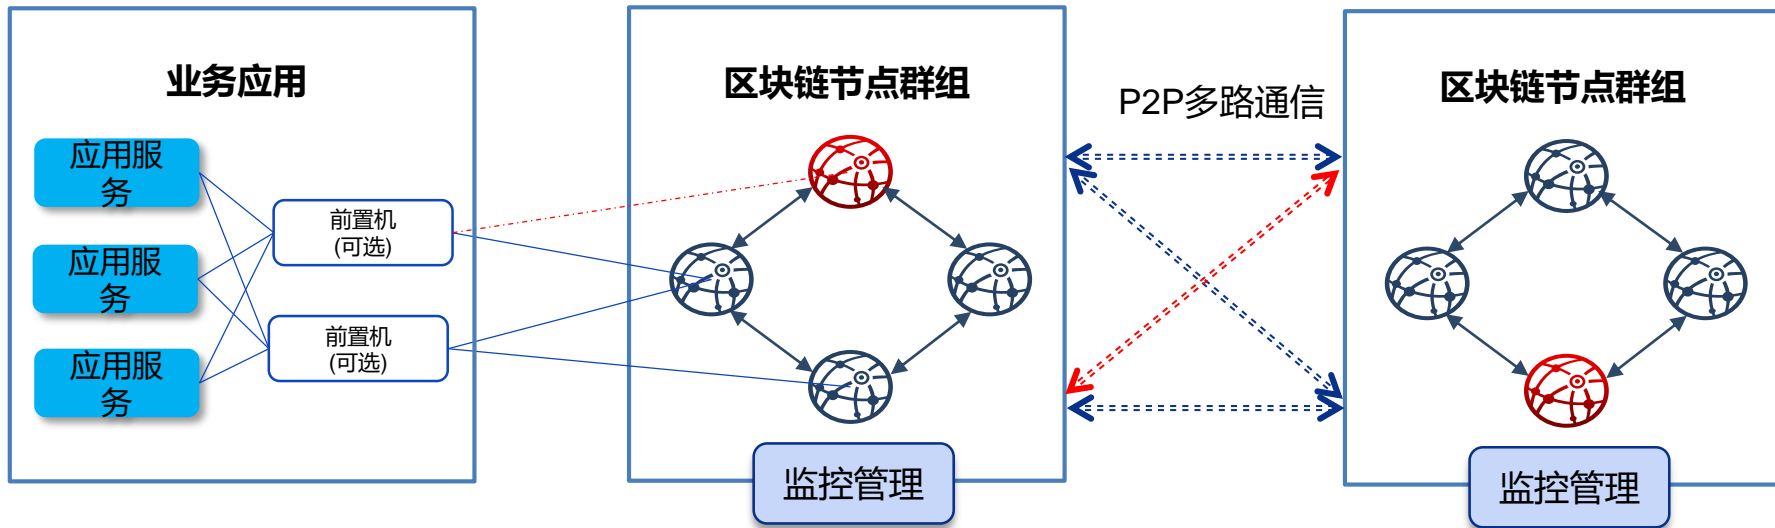 业务应用
应用服
务
应用服
务
应用服
务
前置机
(可选)
前置机
(可选)
区块链节点群组
监控管理
P2P多路通信
区块链节点群组
监控管理